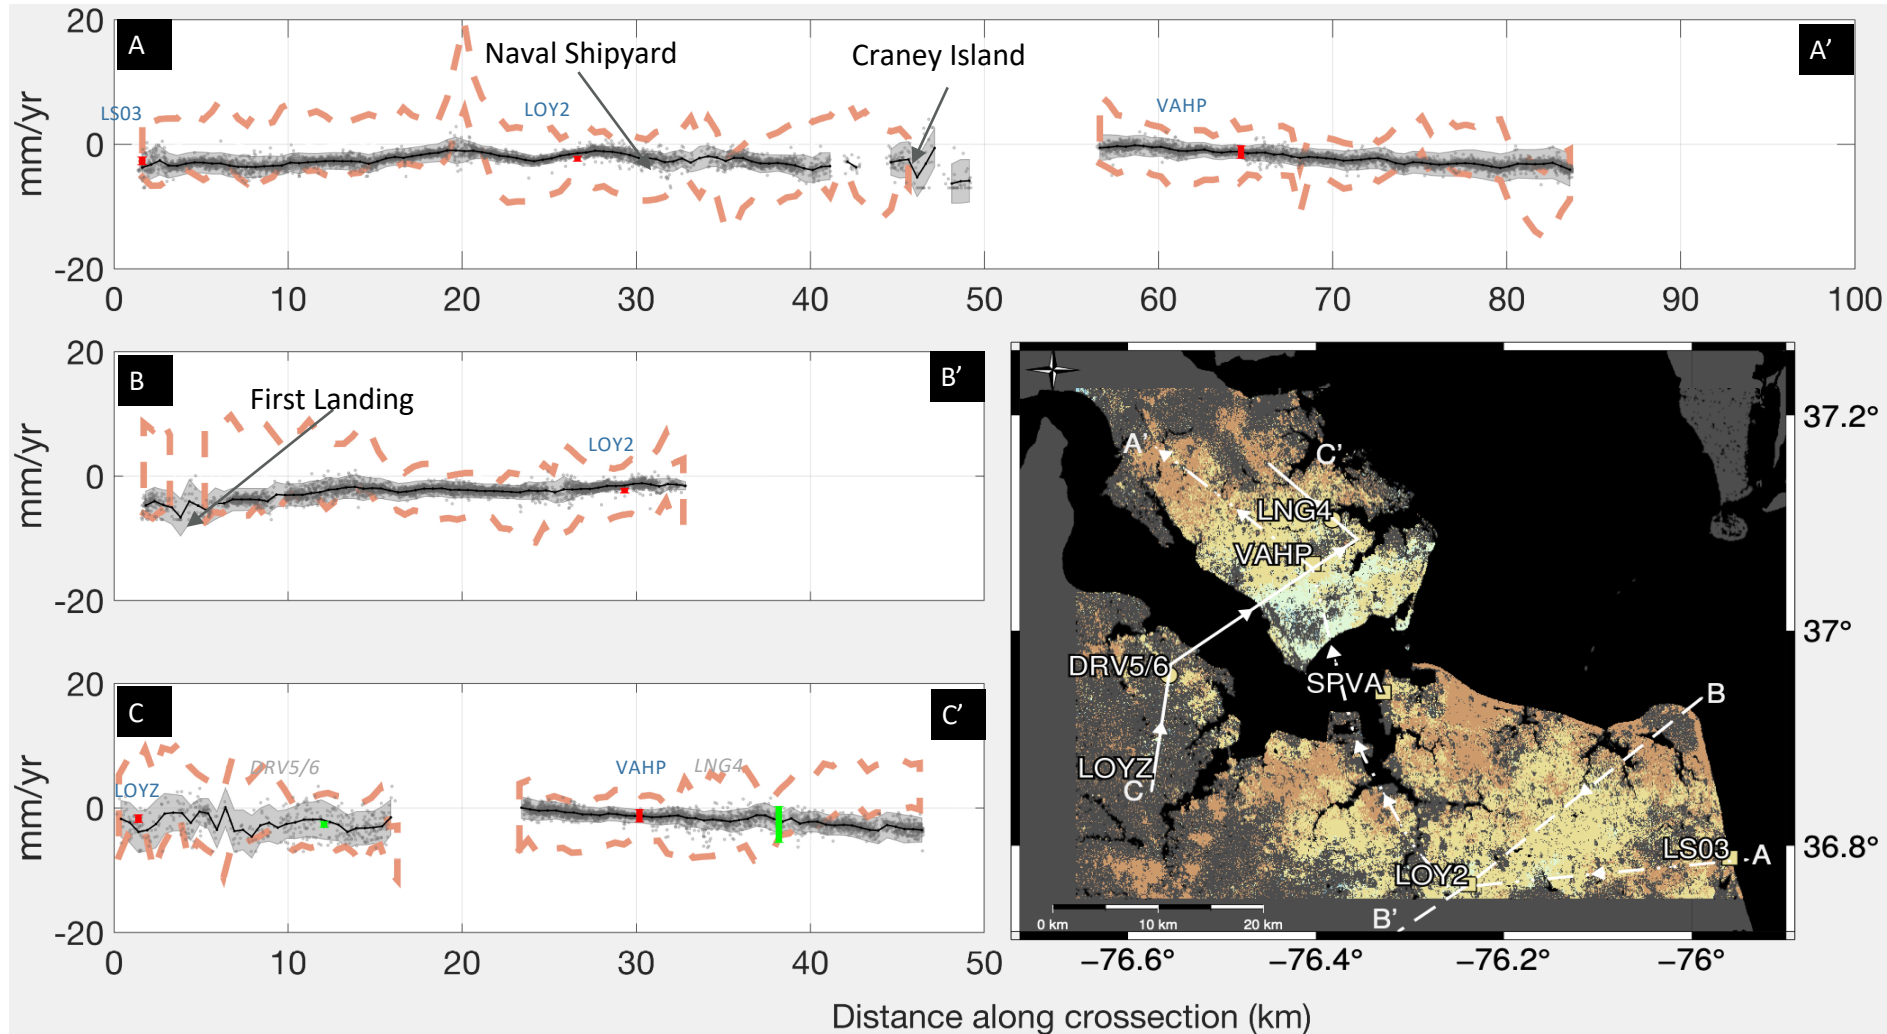 20
A
Naval Shipyard
Craney Island
A’
LS03
LOY2
VAHP
mm/yr
0
-20
0 10 20 30 40 50 60 70 80 90 100
20
B
First Landing
B’
LOY2
mm/yr
0
-20
20
C
C’
DRV5/6
VAHP
LNG4
LOYZ
mm/yr
0
-20
0 10 20 30 40 50
37.2°
A’
C’
LNG4
VAHP
37°
DRV5/6
SPVA
B
LOYZ
C
36.8°
LS03
A
LOY2
B’
0 km 10 km 20 km
−76.6° −76.4° −76.2° −76°
Distance along crossection (km)